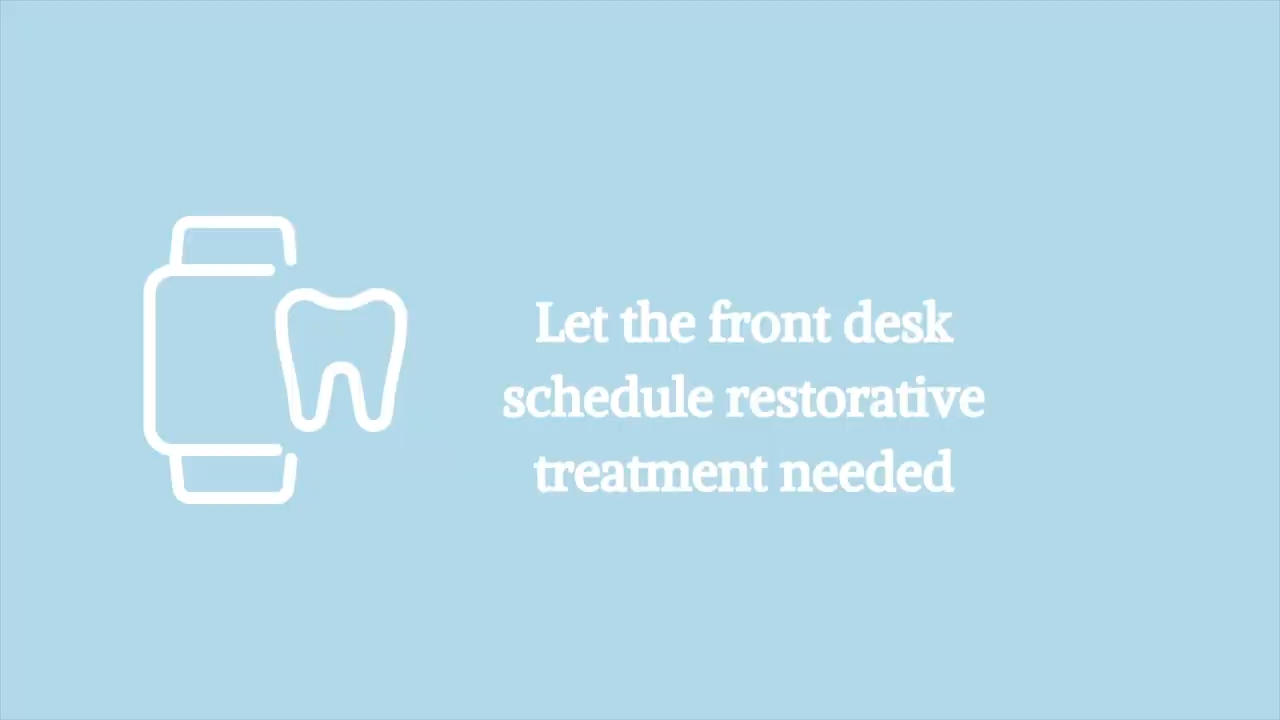 Let the front desk
schedule restorative
treatment needed